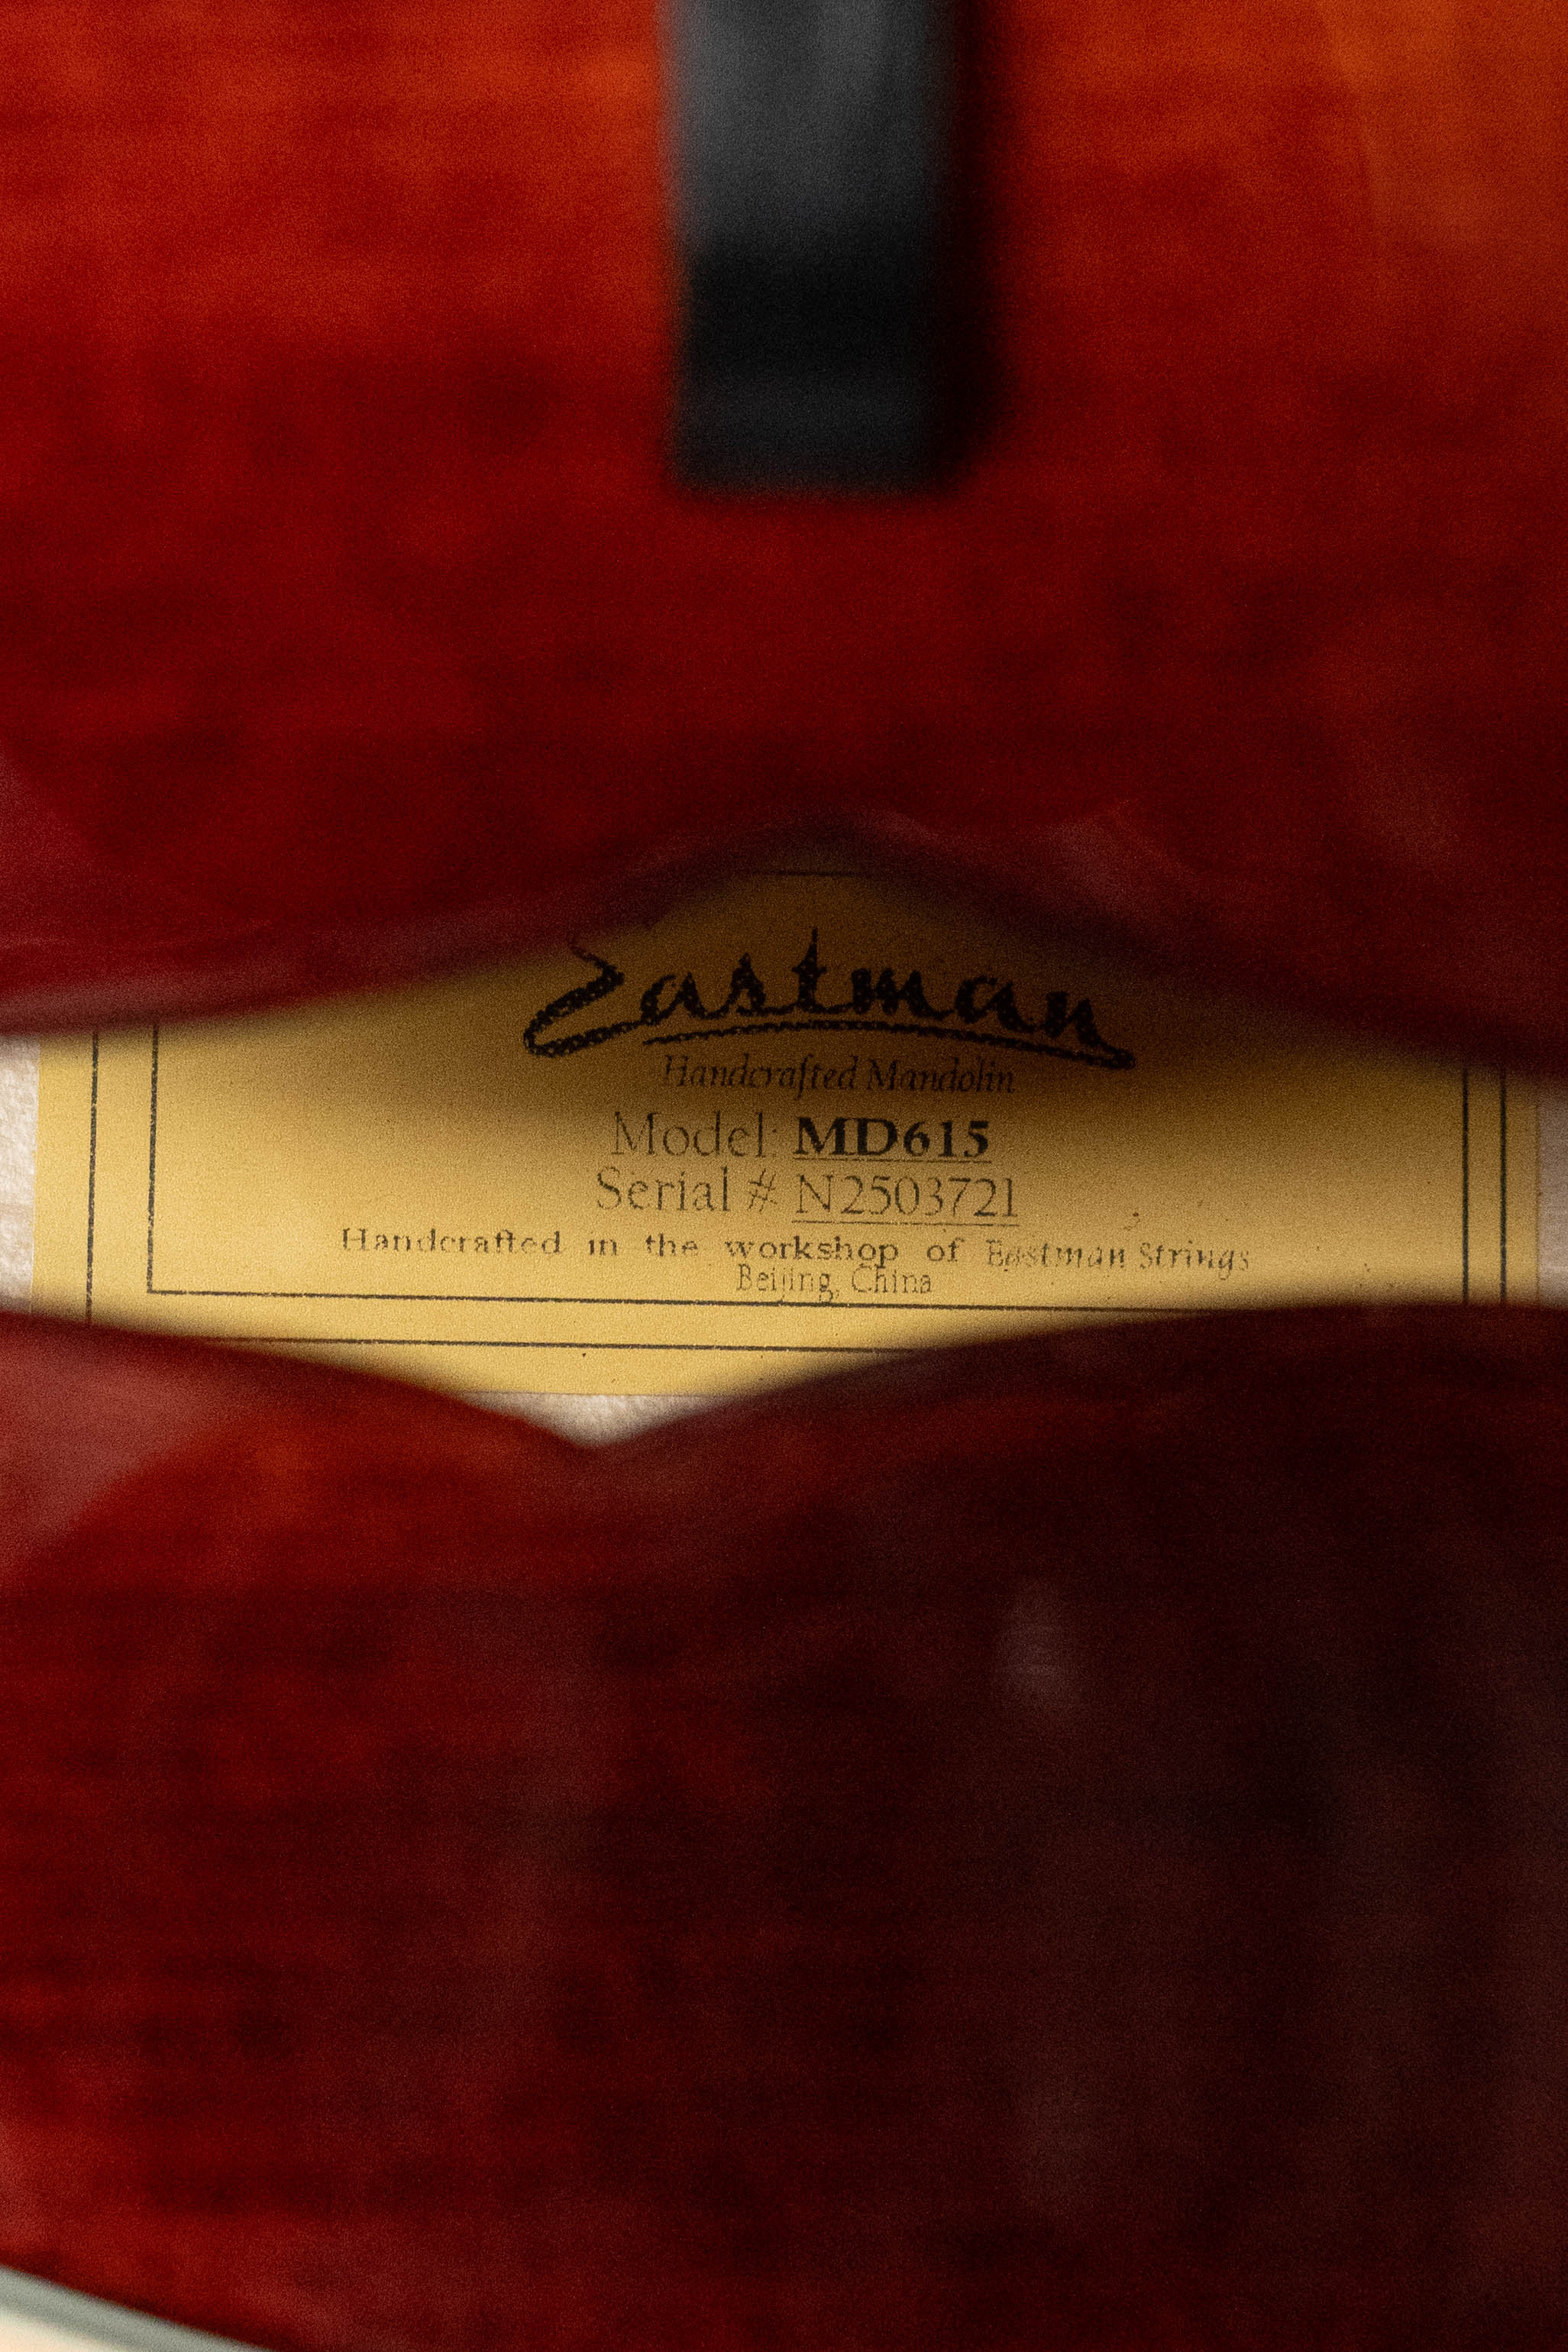 Eastman
Handcrafted Mandolin
Model: MD615
Serial # N2503721
Handcrafted in the workshop of Eastman Strings
Beijing, China